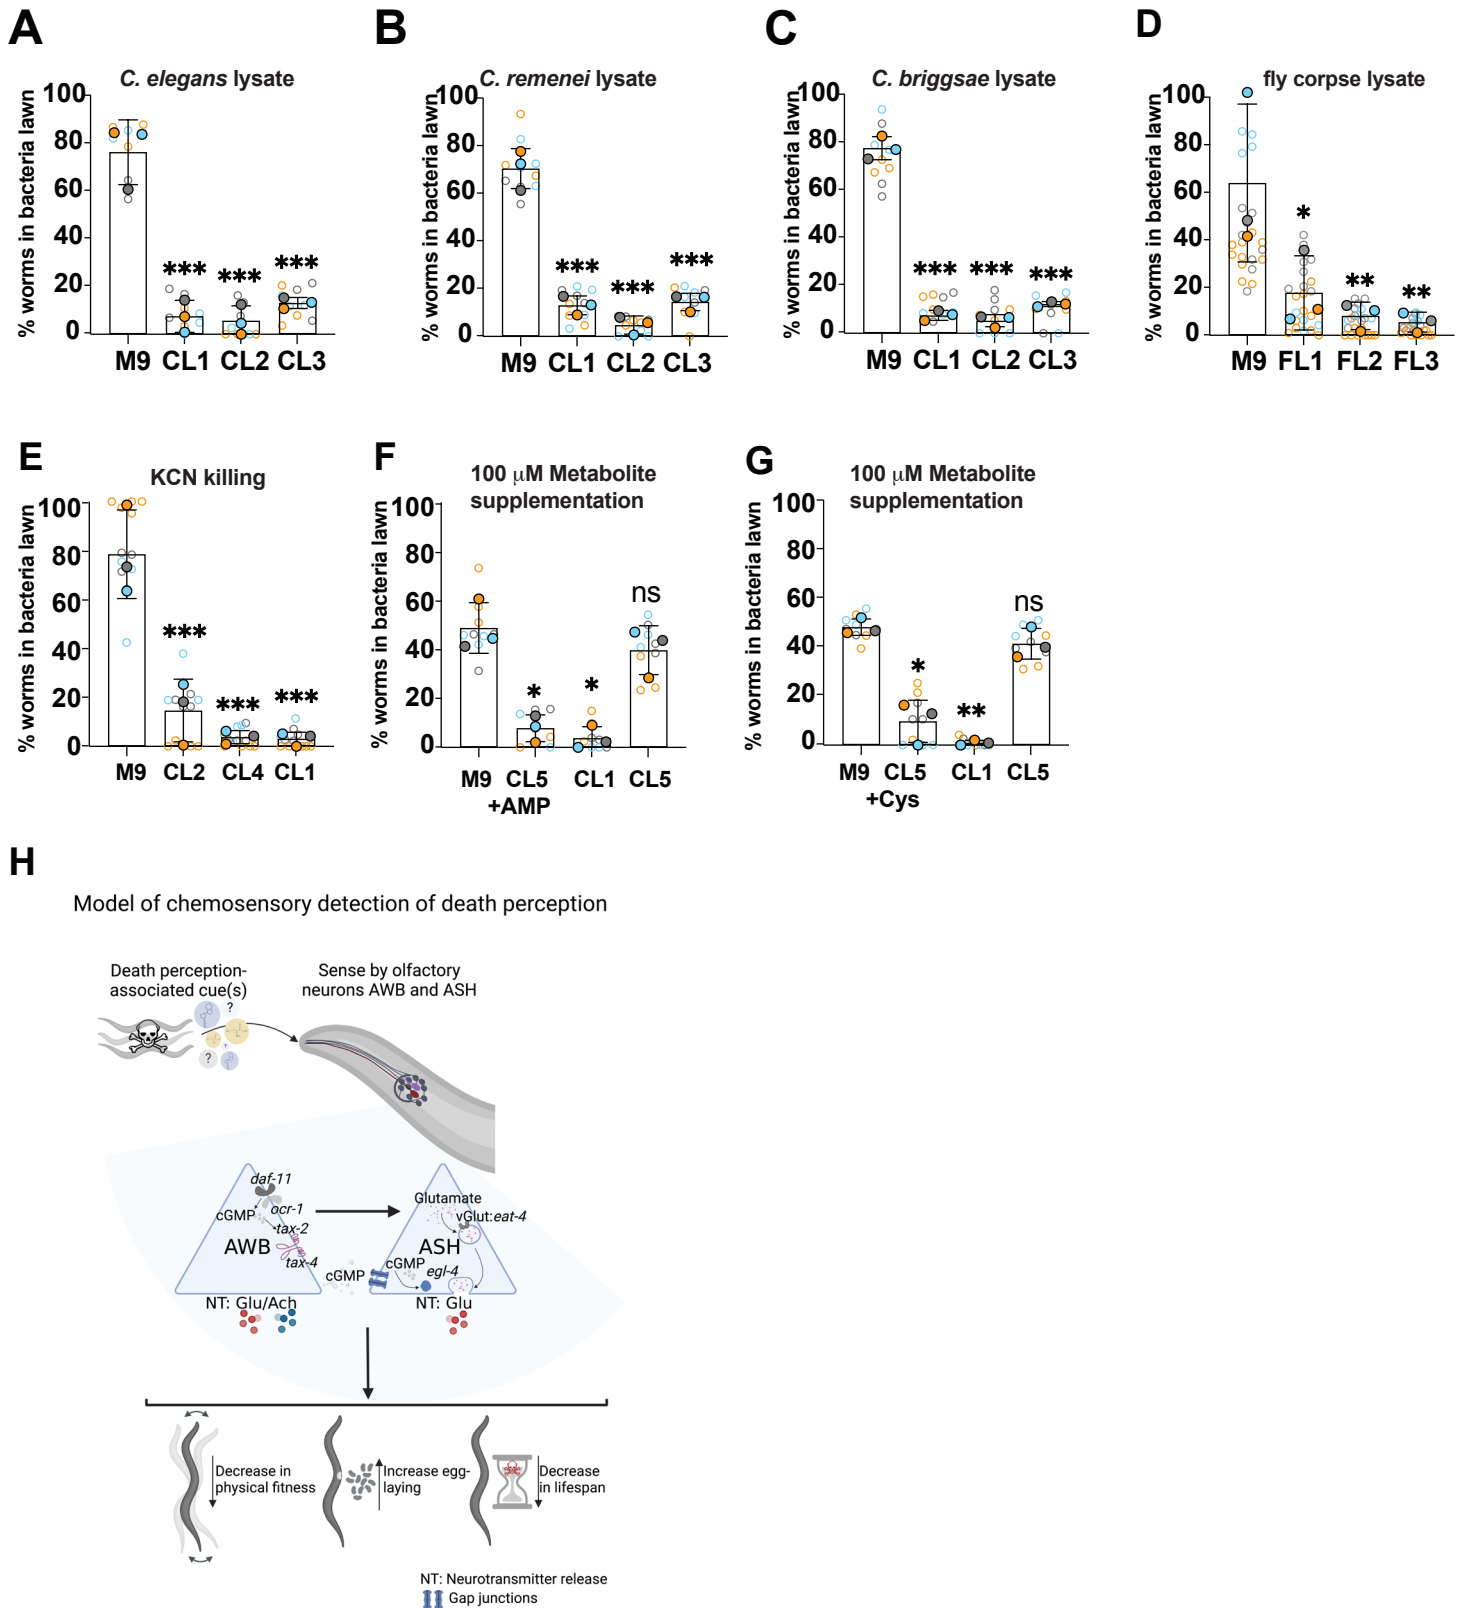 A
C. elegans lysate
% worms in bacteria lawn
100
80
60
40
20
0
***
***
***
M9 CL1 CL2 CL3
B
C. remenei lysate
% worms in bacteria lawn
100
80
60
40
20
0
***
***
***
M9 CL1 CL2 CL3
C
C. briggsae lysate
% worms in bacteria lawn
100
80
60
40
20
0
***
***
***
M9 CL1 CL2 CL3
D
fly corpse lysate
% worms in bacteria lawn
100
80
60
40
20
0
*
**
**
M9 FL1 FL2 FL3
E
KCN killing
% worms in bacteria lawn
100
80
60
40
20
0
***
***
***
M9 CL2 CL4 CL1
F
100 μM Metabolite
supplementation
% worms in bacteria lawn
100
80
60
40
20
0
*
*
ns
M9 CL5 CL1 CL5
+AMP
G
100 μM Metabolite
supplementation
% worms in bacteria lawn
100
80
60
40
20
0
*
**
ns
M9 CL5 CL1 CL5
+Cys
H
Model of chemosensory detection of death perception
Death perception-
associated cue(s)
?
?
Sense by olfactory
neurons AWB and ASH
daf-11
ocr-1
cGMP
tax-2
AWB
tax-4
NT: Glu/Ach
cGMP
Glutamate
vGlut:eat-4
ASH
cGMP
egl-4
NT: Glu
Decrease in
physical fitness
Increase egg-
laying
Decrease
in lifespan
NT: Neurotransmitter release
Gap junctions